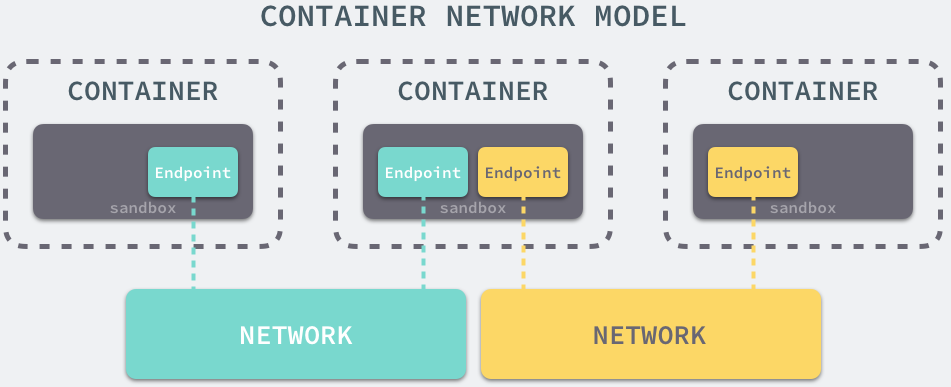 CONTAINER NETWORK MODEL
CONTAINER
Endpoint
sandbox
CONTAINER
Endpoint
Endpoint
sandbox
CONTAINER
Endpoint
sandbox
NETWORK
NETWORK